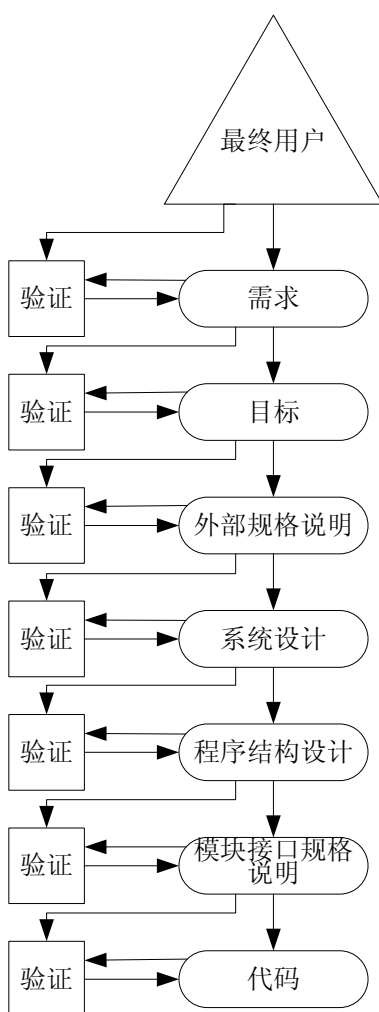 最终用户
验证
需求
验证
目标
验证
外部规格说明
验证
系统设计
验证
程序结构设计
验证
模块接口规格
说明
验证
代码